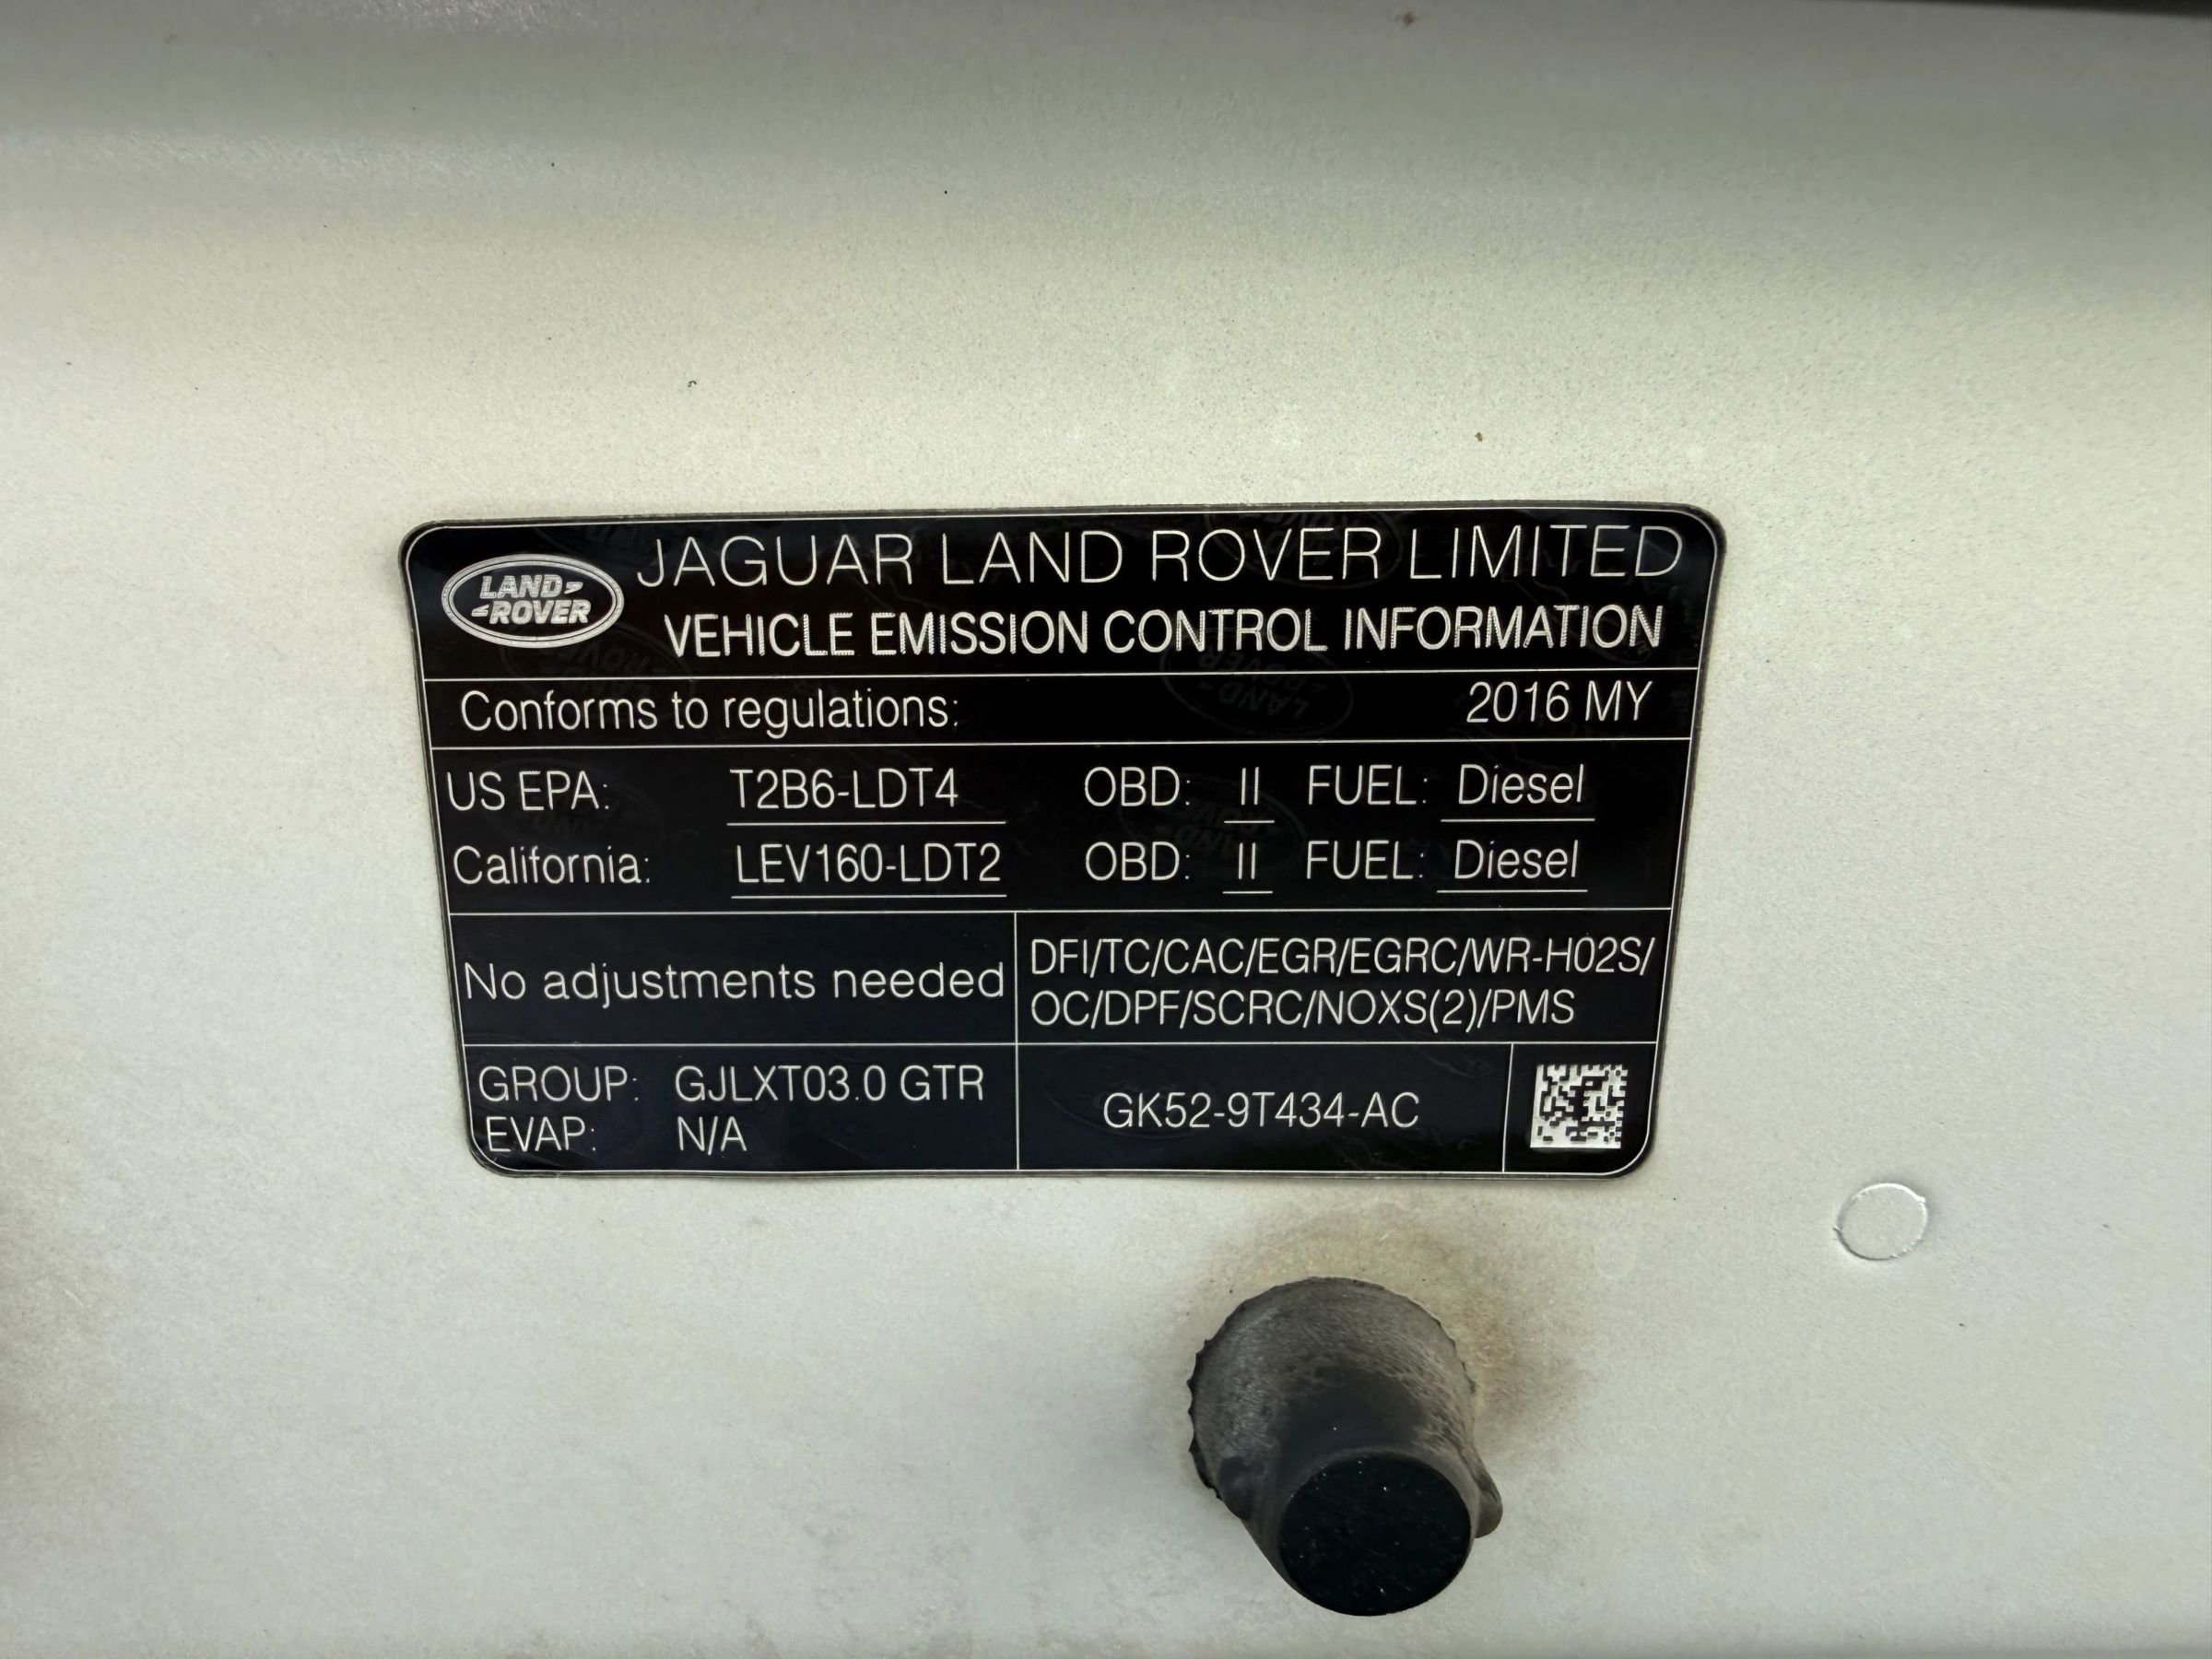 LAND
ROVER
JAGUAR LAND ROVER LIMITED
VEHICLE EMISSION CONTROL INFORMATION
Conforms to regulations: 2016 MY
US EPA: T2B6-LDT4 OBD: II FUEL: Diesel
California: LEV160-LDT2 OBD: II FUEL: Diesel
No adjustments needed
DFI/TC/CAC/EGR/EGRC/WR-HO2S/
OC/DPF/SCRC/NOXS(2)/PMS
GROUP: GJLXT03.0 GTR
EVAP: N/A
GK52-9T434-AC